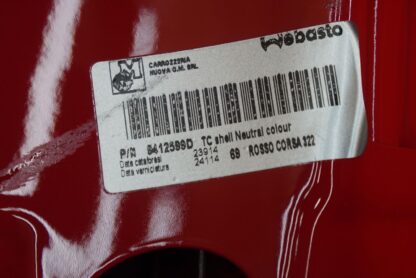 CARROZZERIA
NUOVA G.M. SRL
Webasto
P/N 8412599D TC shell Neutral colour
Data cataforesi 23914
Data verniciatura 24114 69 ROSSO CORSA 322